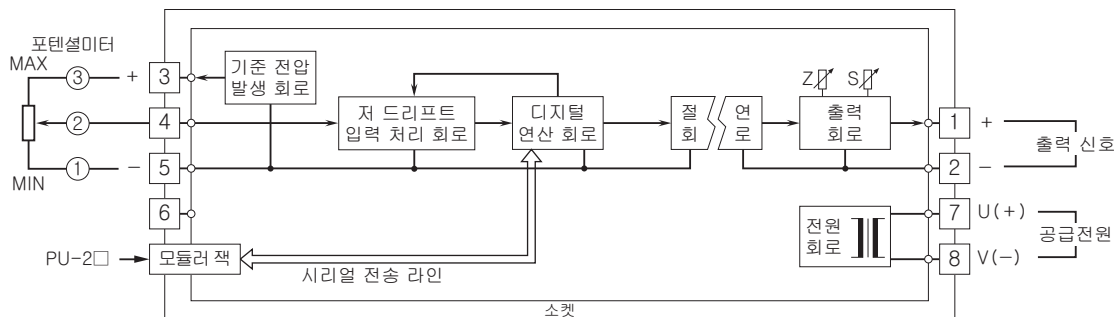 포텐셜미터
MAX
③
+
3
기준 전압
발생 회로
Z
S
②
4
저 드리프트
입력 처리 회로
디지털
연산 회로
절
회
연
로
출력
회로
1
+
출력 신호
①
MIN
−
5
2
−
6
전원
회로
7
U(+)
공급전원
8
V(−)
PU-2□
모듈러 잭
시리얼 전송 라인
소켓